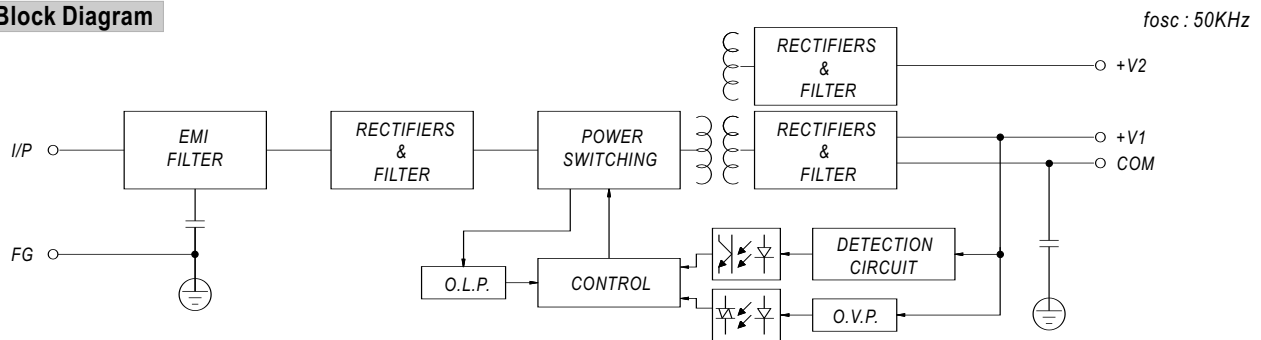 Block Diagram
fosc : 50KHz
RECTIFIERS
&
FILTER
+V2
I/P
EMI
FILTER
RECTIFIERS
&
FILTER
POWER
SWITCHING
RECTIFIERS
&
FILTER
+V1
COM
FG
O.L.P.
CONTROL
DETECTION
CIRCUIT
O.V.P.